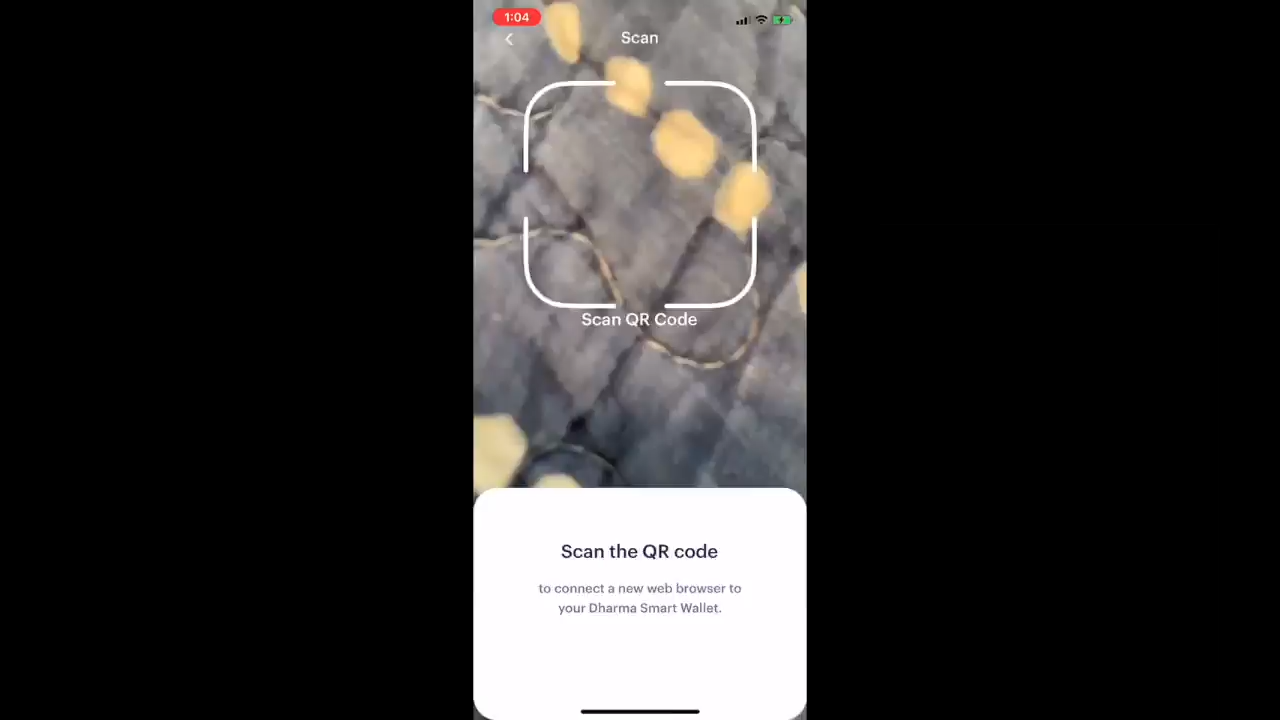 1:04
Scan
Scan QR Code
Scan the QR code
to connect a new web browser to
your Dharma Smart Wallet.